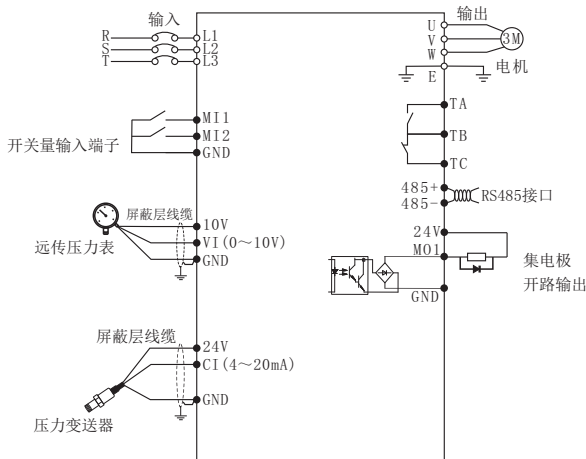 输入
R L1
S L2
T L3
MI1
MI2
开关量输入端子
GND
屏蔽层线缆
10V
远传压力表
VI(0～10V)
GND
屏蔽层线缆
24V
CI(4～20mA)
GND
压力变送器
输出
U
V
3M
W
电机
E
TA
TB
TC
485+
RS485接口
485-
24V
MO1
集电极
开路输出
GND